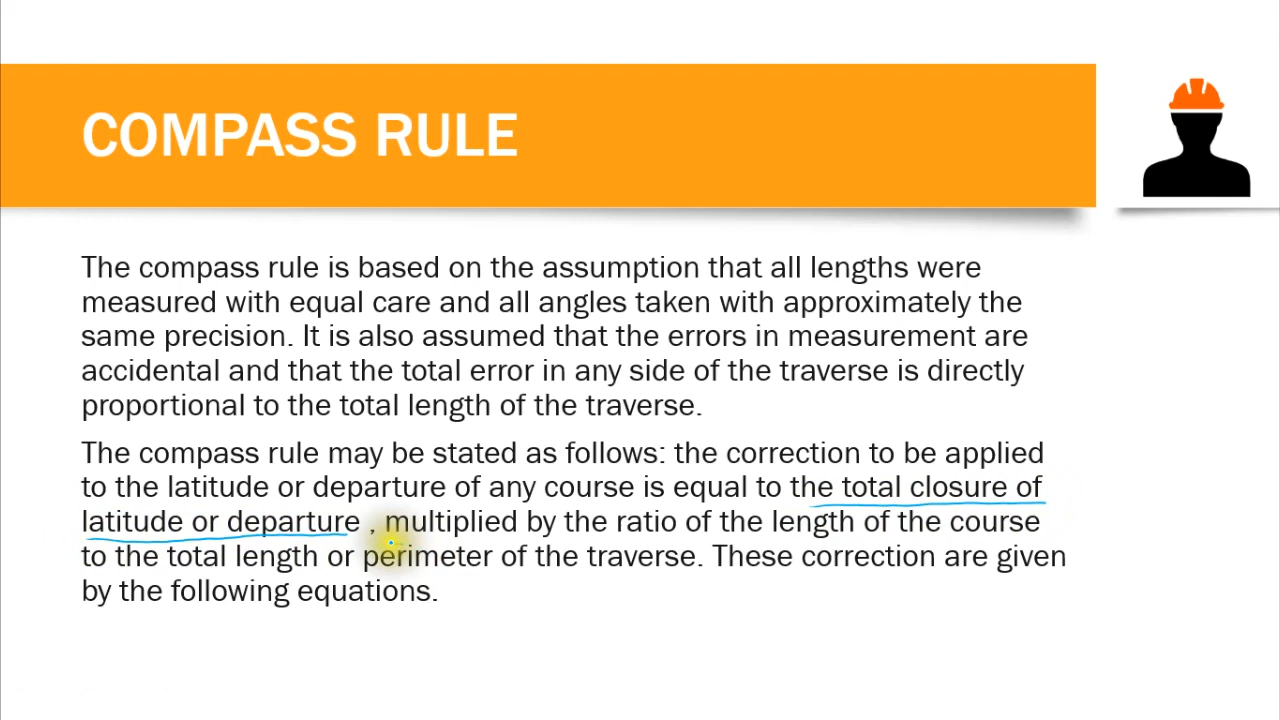 COMPASS RULE
The compass rule is based on the assumption that all lengths were
measured with equal care and all angles taken with approximately the
same precision. It is also assumed that the errors in measurement are
accidental and that the total error in any side of the traverse is directly
proportional to the total length of the traverse.
The compass rule may be stated as follows: the correction to be applied
to the latitude or departure of any course is equal to the total closure of
latitude or departure , multiplied by the ratio of the length of the course
to the total length or perimeter of the traverse. These correction are given
by the following equations.